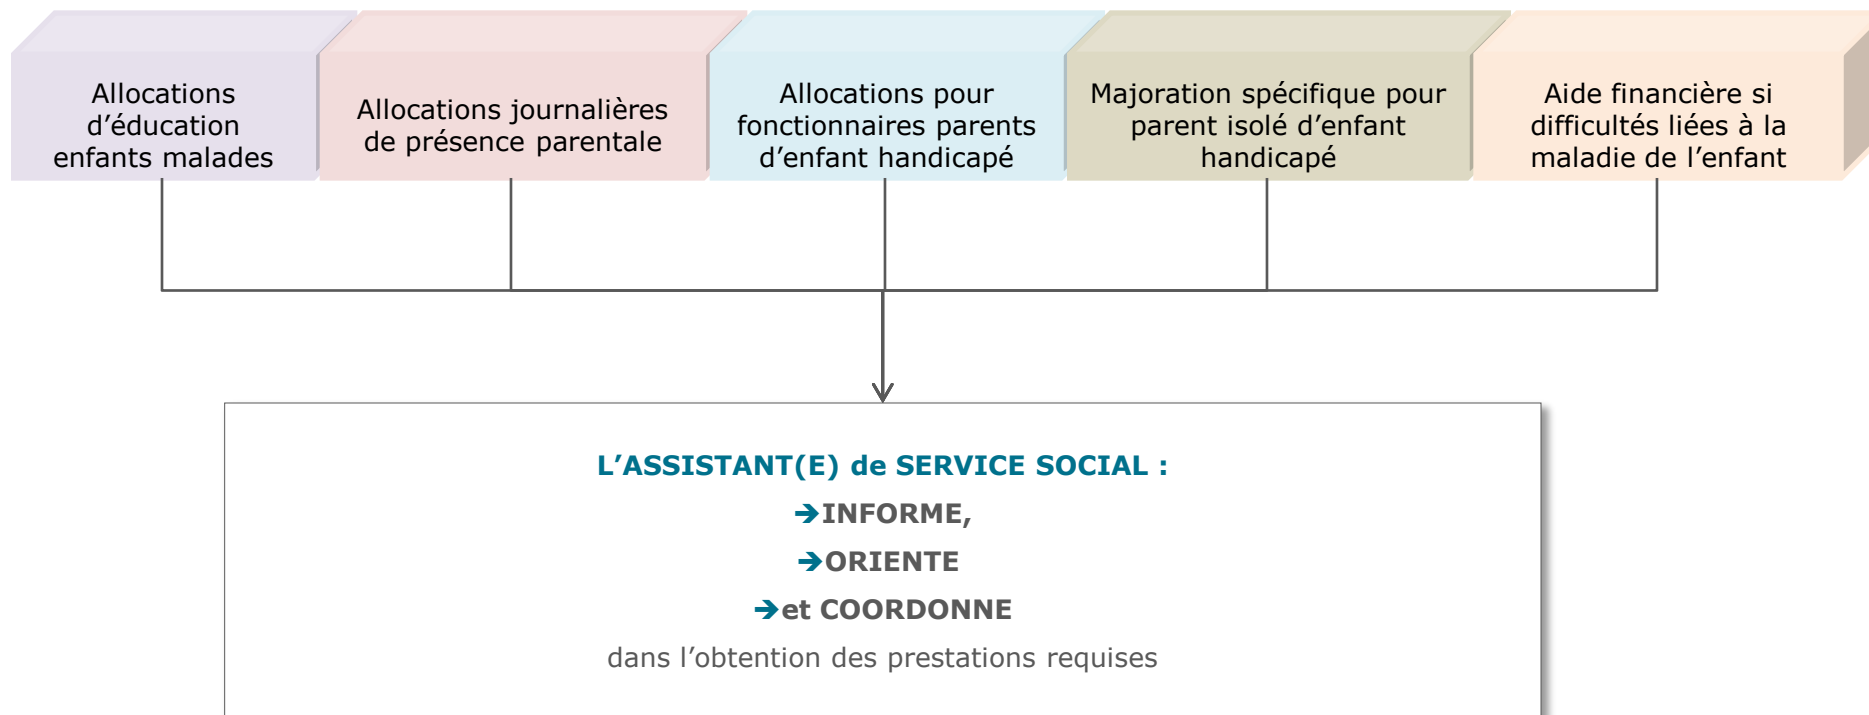 Allocations
d’éducation
enfants malades
Allocations journalières
de présence parentale
Allocations pour
fonctionnaires parents
d’enfant handicapé
Majoration spécifique pour
parent isolé d’enfant
handicapé
Aide financière si
difficultés liées à la
maladie de l’enfant
L’ASSISTANT(E) de SERVICE SOCIAL :
➔INFORME,
➔ORIENTE
➔et COORDONNE
dans l’obtention des prestations requises